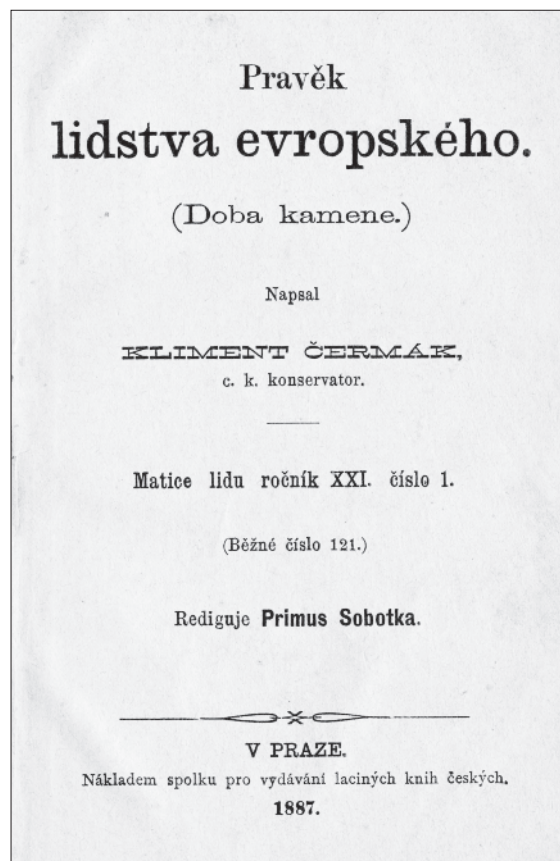 Pravěk
lidstva evropského.
(Doba kamene.)
Napsal
KLIMENT ČERMÁK,
c. k. konservator.
Matice lidu ročník XXI. číslo 1.
(Běžné číslo 121.)
Rediguje Primus Sobotka.
V PRAZE.
Nákladem spolku pro vydávání laciných knih českých.
1887.